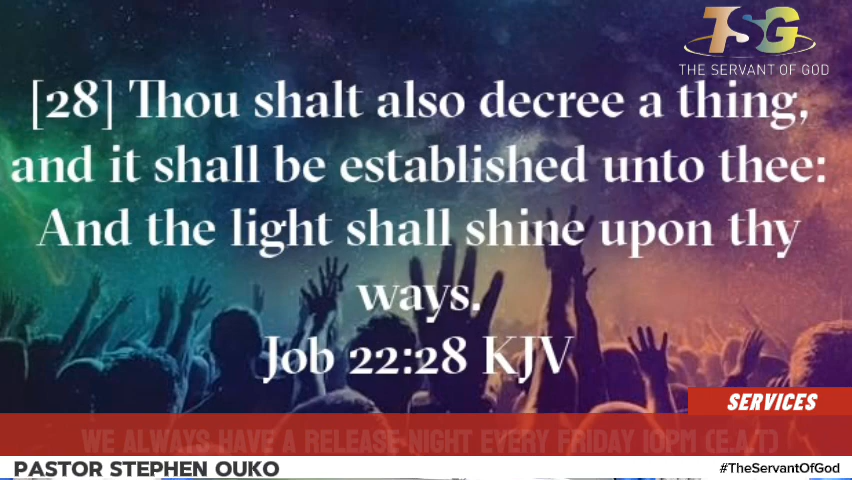 TSG
THE SERVANT OF GOD
[28] Thou shalt also decree a thing,
and it shall be established unto thee:
And the light shall shine upon thy
ways.
Job 22:28 KJV
SERVICES
WE ALWAYS HAVE A RELEASE NIGHT EVERY FRIDAY 10PM (E.A.T)
PASTOR STEPHEN OUKO
#TheServantOfGod